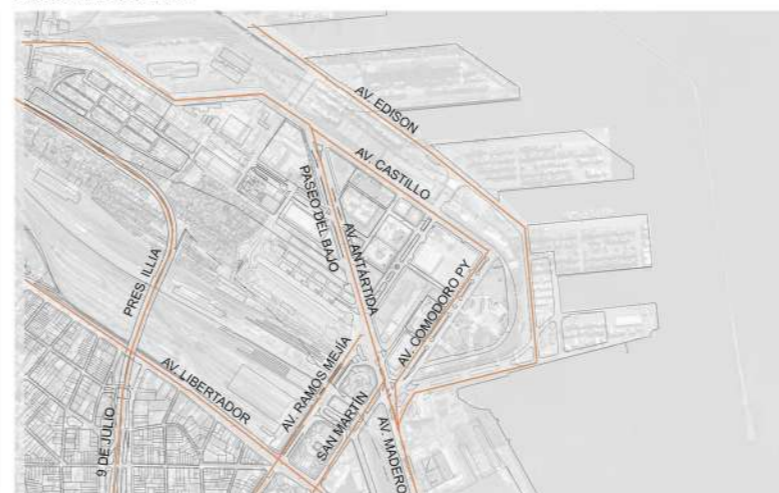 AV. EDISON
AV. CASTILLO
PASEO DEL BAJO
AV. ANTÁRTIDA
PRES. ILLIA
AV. COMODORO PY
AV. RAMOS MEJÍA
AV. LIBERTADOR
SAN MARTÍN
AV. MADERO
9 DE JULIO